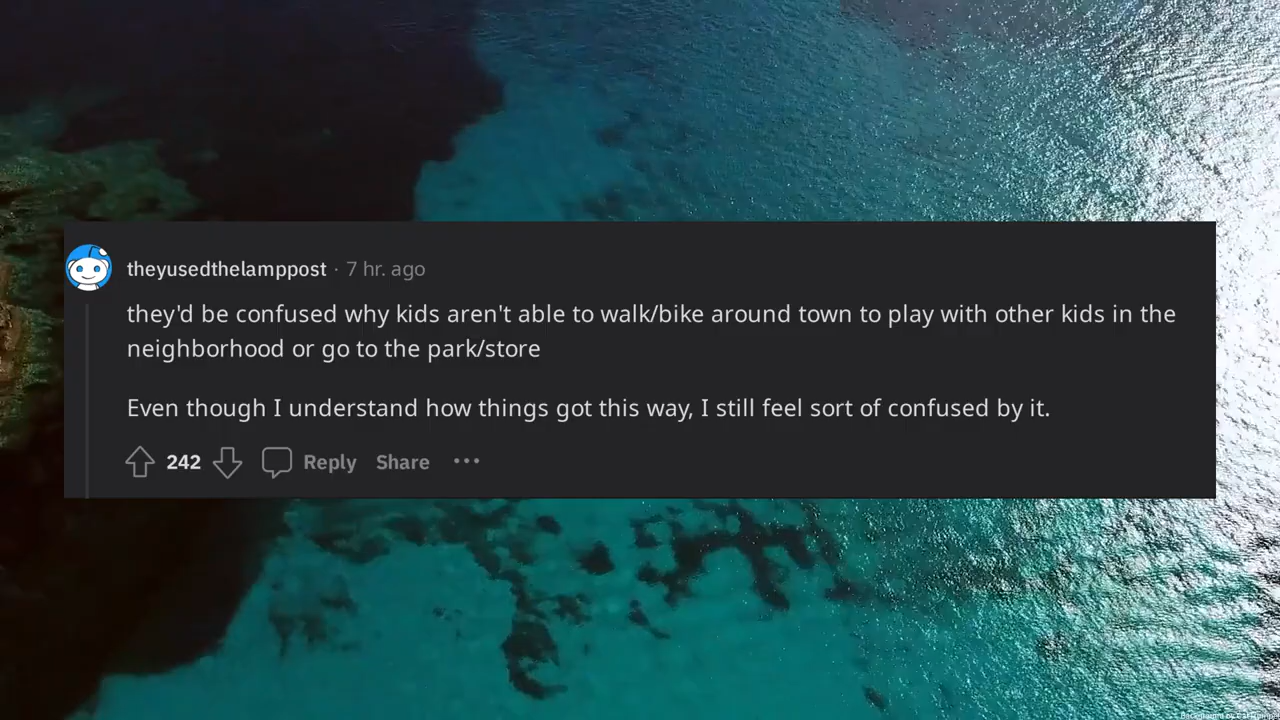 theyusedthelamppost · 7 hr. ago
they'd be confused why kids aren't able to walk/bike around town to play with other kids in the
neighborhood or go to the park/store
Even though I understand how things got this way, I still feel sort of confused by it.
242 Reply Share •••